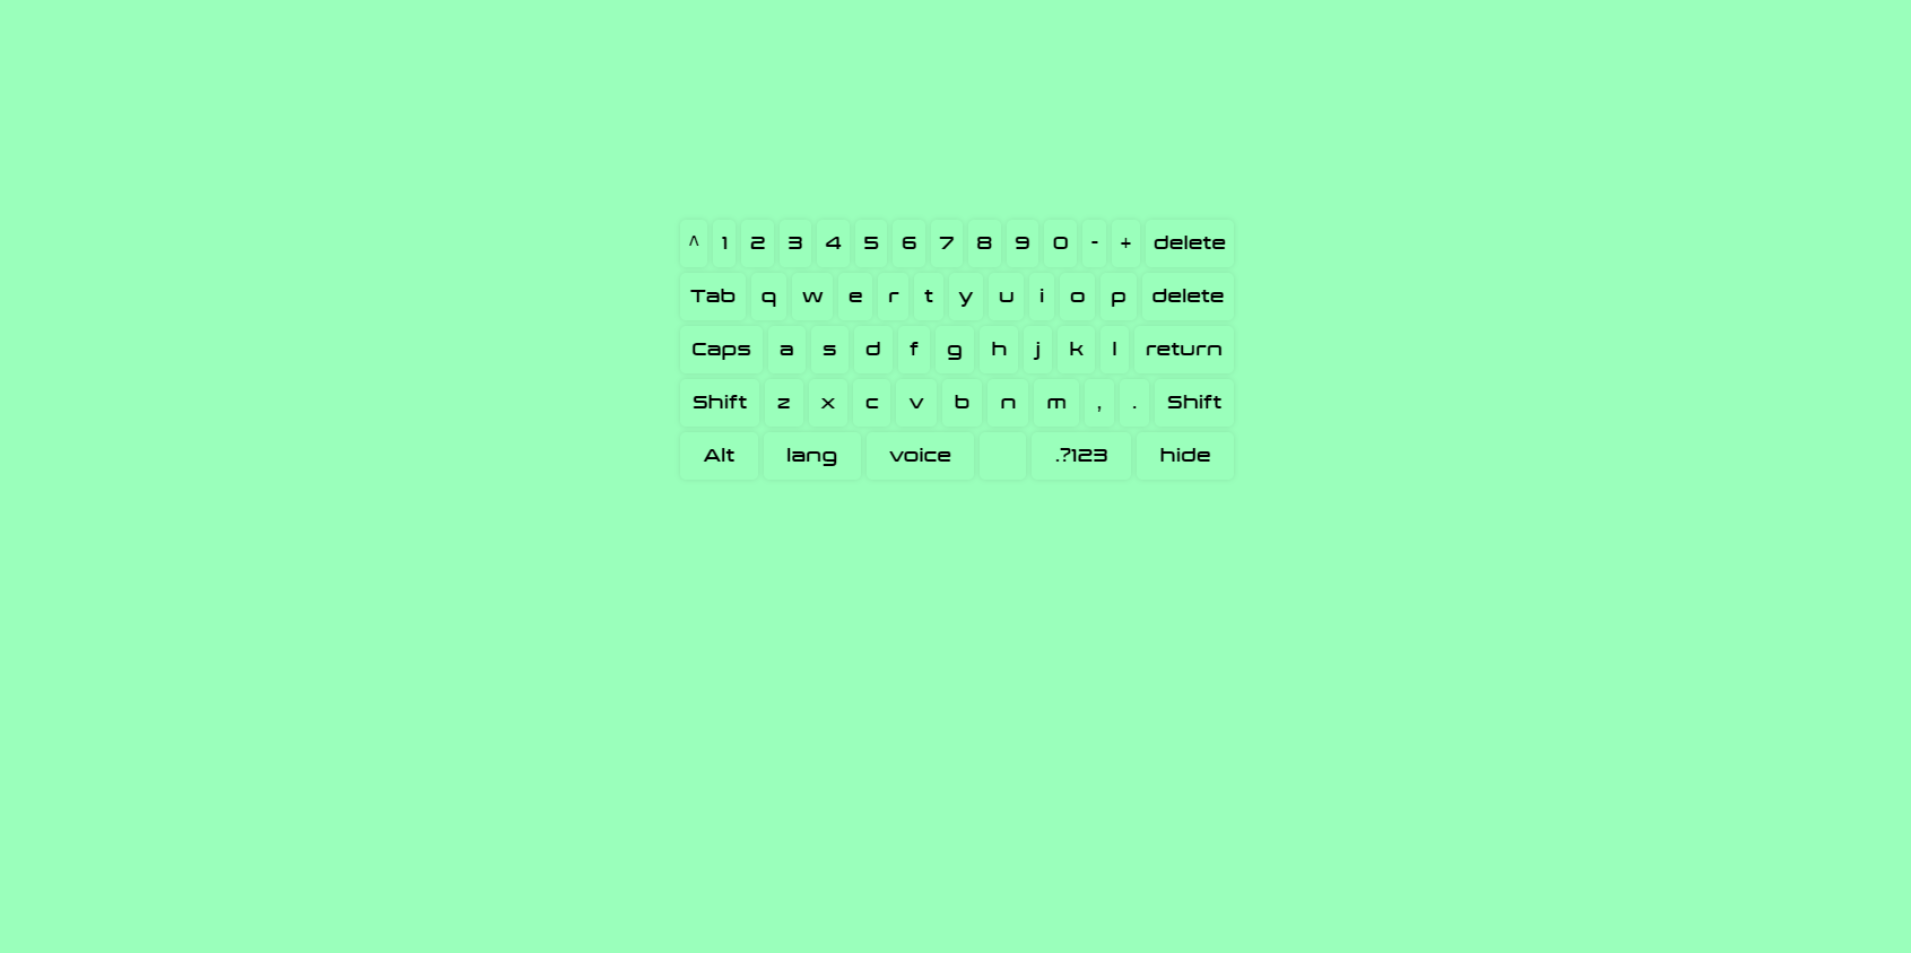 ^ 1 2 3 4 5 6 7 8 9 0 - + delete
Tab q w e r t y u i o p delete
Caps a s d f g h j k l return
Shift z x c v b n m , . Shift
Alt lang voice .?123 hide